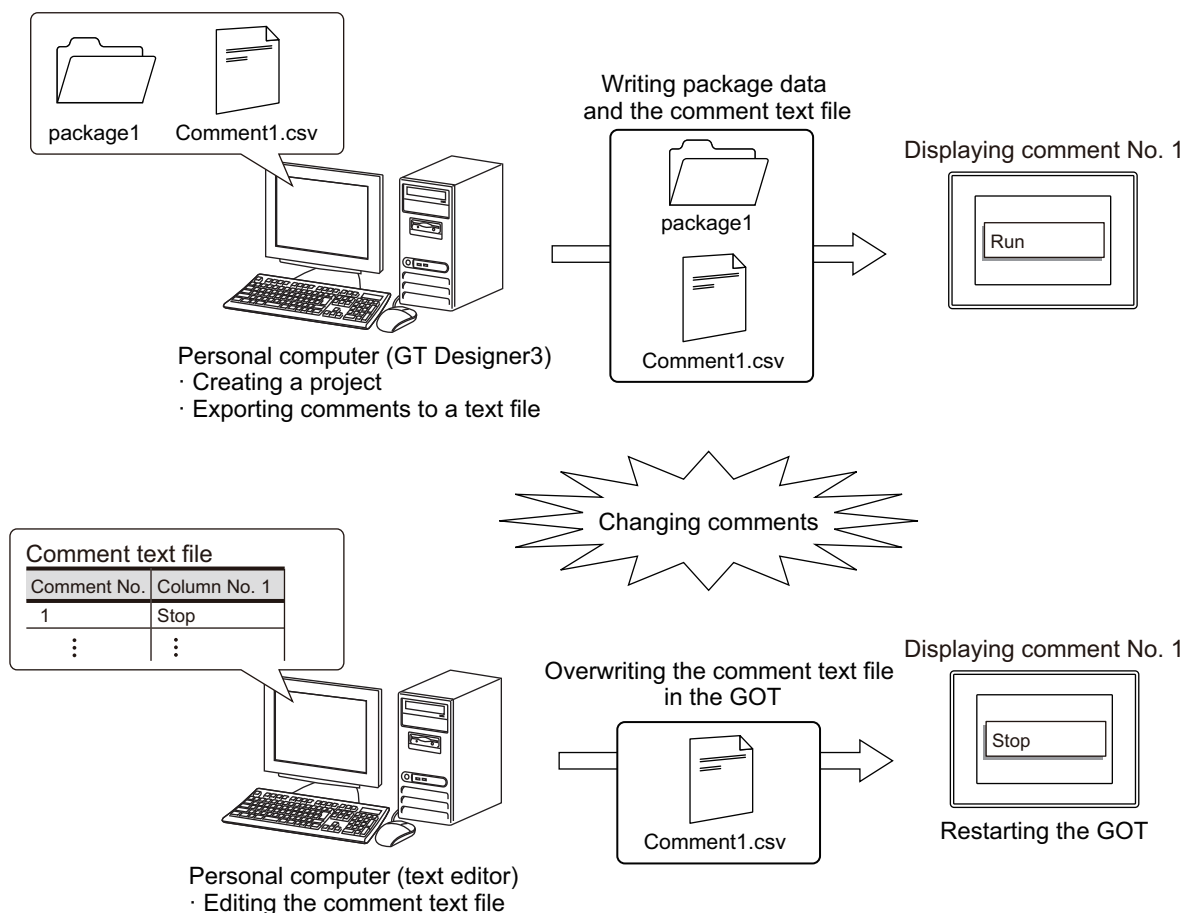 package1
Comment1.csv
Writing package data
and the comment text file
package1
Comment1.csv
Displaying comment No. 1
Run
Personal computer (GT Designer3)
· Creating a project
· Exporting comments to a text file
Changing comments
Comment text file
Comment No. Column No. 1
1 Stop
⋮ ⋮
Overwriting the comment text file
in the GOT
Comment1.csv
Displaying comment No. 1
Stop
Restarting the GOT
Personal computer (text editor)
· Editing the comment text file